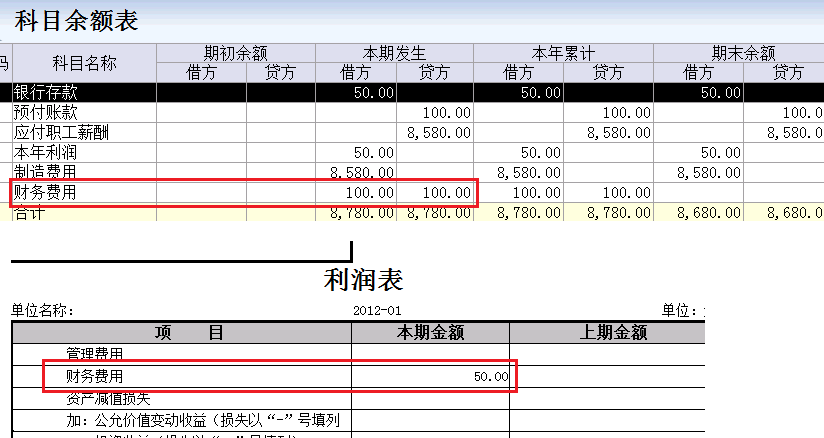 科目余额表
码 科目名称 期初余额 本期发生 本年累计 期末余额
借方 贷方 借方 贷方 借方 贷方 借方 贷方
银行存款 50.00 50.00 50.00
预付账款 100.00 100.00 100.0
应付职工薪酬 8,580.00 8,580.00 8,580.0
本年利润 50.00 50.00 50.00
制造费用 8,580.00 8,580.00 8,580.00
财务费用 100.00 100.00 100.00 100.00
合计 8,780.00 8,780.00 8,780.00 8,780.00 8,680.00 8,680.0
利润表
单位名称: 2012-01 单位:
项 目 本期金额 上期金额
管理费用
财务费用 50.00
资产减值损失
加: 公允价值变动收益(损失以“-”号填列